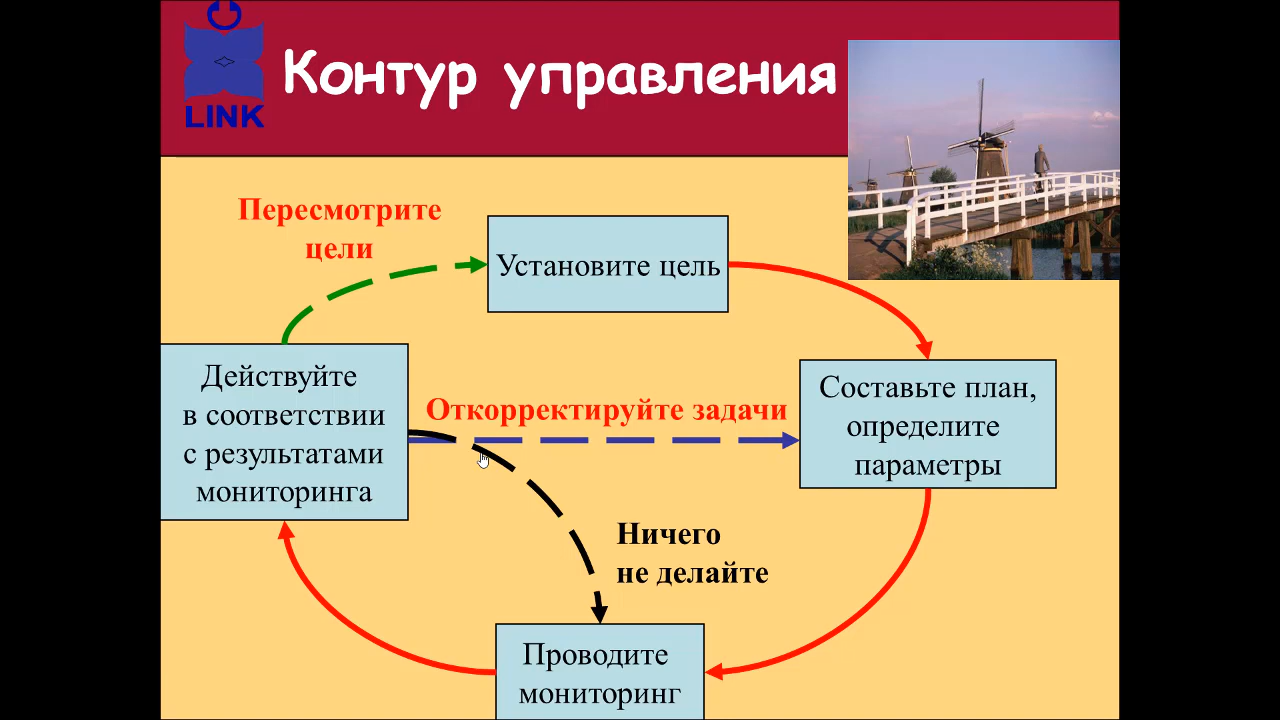 LINK
Контур управления
Пересмотрите
цели
Установите цель
Действуйте
в соответствии
с результатами
мониторинга
Откорректируйте задачи
Составьте план,
определите
параметры
Ничего
не делайте
Проводите
мониторинг